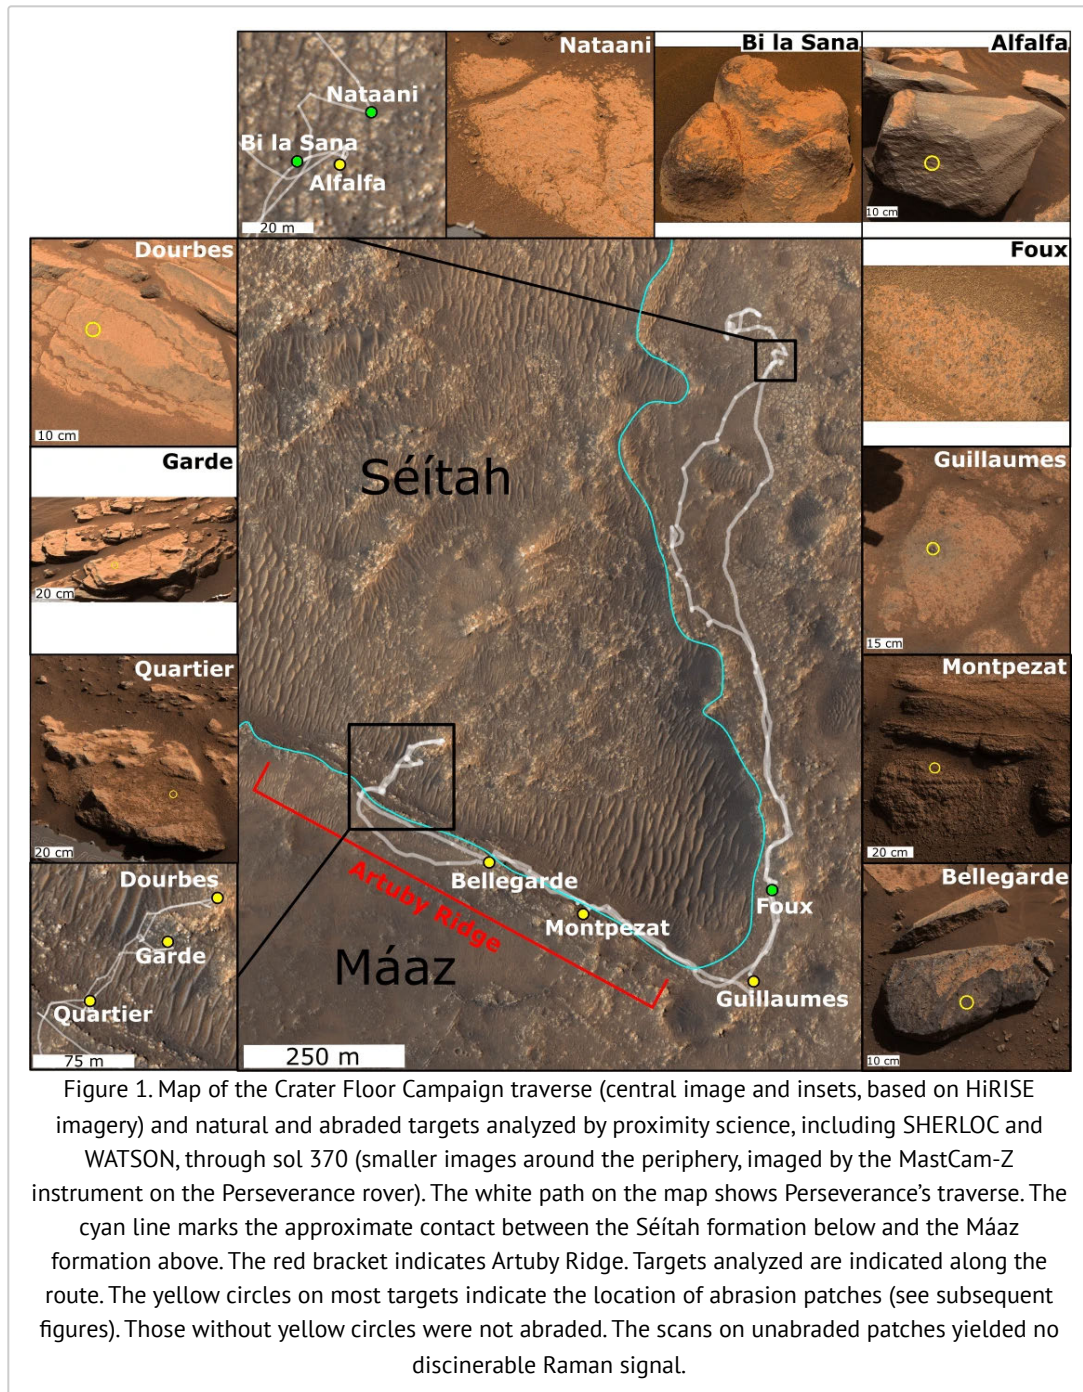 Nataani
Bi la Sana
Alfalfa
20 m
Nataani
Bi la Sana
Alfalfa
10 cm
Dourbes
10 cm
Foux
Garde
20 cm
Guillaumes
15 cm
Quartier
20 cm
Montpezat
20 cm
Dourbes
Garde
Quartier
75 m
Bellegarde
10 cm
Séítah
Bellegarde
Artuby Ridge
Montpezat
Foux
Máaz
Guillaumes
250 m
Figure 1. Map of the Crater Floor Campaign traverse (central image and insets, based on HiRISE
imagery) and natural and abraded targets analyzed by proximity science, including SHERLOC and
WATSON, through sol 370 (smaller images around the periphery, imaged by the MastCam-Z
instrument on the Perseverance rover). The white path on the map shows Perseverance’s traverse. The
cyan line marks the approximate contact between the Séítah formation below and the Máaz
formation above. The red bracket indicates Artuby Ridge. Targets analyzed are indicated along the
route. The yellow circles on most targets indicate the location of abrasion patches (see subsequent
figures). Those without yellow circles were not abraded. The scans on unabraded patches yielded no
discinerable Raman signal.